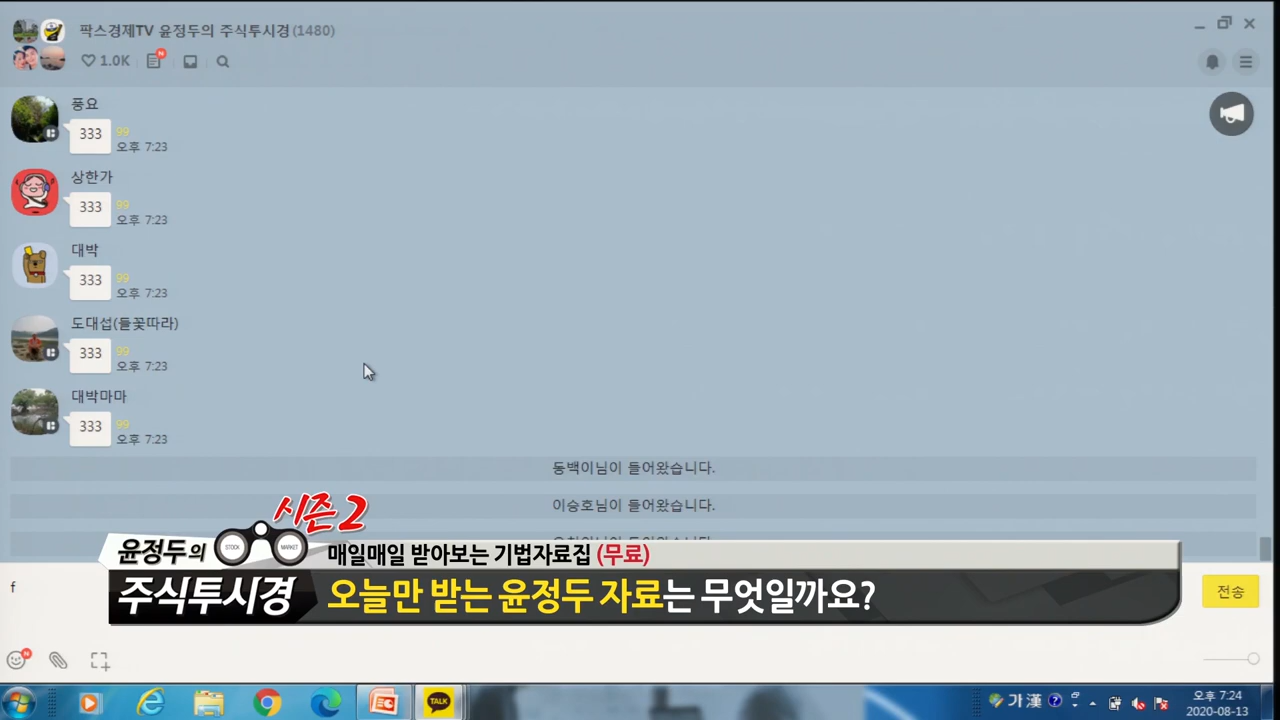 팍스경제TV 윤정두의 주식투시경 (1480)
1.0K
풍요
333
99
오후 7:23
상한가
333
99
오후 7:23
대박
333
99
오후 7:23
도대섭(들꽃따라)
333
99
오후 7:23
대박마마
333
99
오후 7:23
동백이님이 들어왔습니다.
이승호님이 들어왔습니다.
시즌2
윤정두의
STOCK MARKET
주식투시경
매일매일 받아보는 기법자료집 (무료)
오늘만 받는 윤정두 자료는 무엇일까요?
f
전송
TALK
가 漢
오후 7:24
2020-08-13